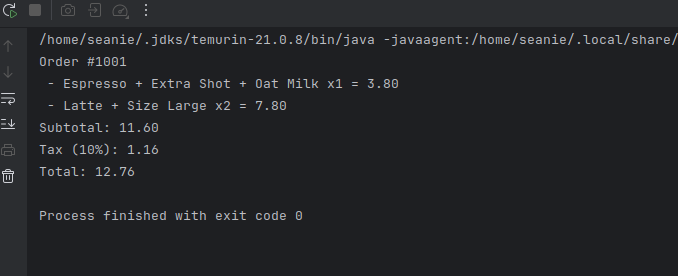 /home/seanie/.jdks/temurin-21.0.8/bin/java -javaagent:/home/seanie/.local/share/
Order #1001
 - Espresso + Extra Shot + Oat Milk x1 = 3.80
 - Latte + Size Large x2 = 7.80
Subtotal: 11.60
Tax (10%): 1.16
Total: 12.76
Process finished with exit code 0